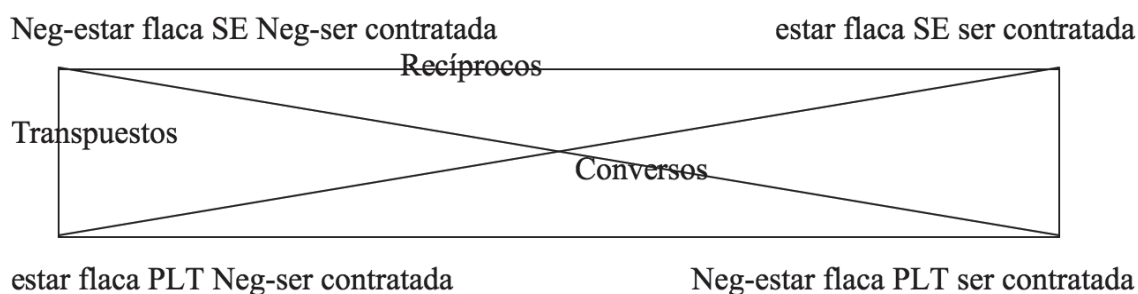 Neg-estar flaca SE Neg-ser contratada estar flaca SE ser contratada
Recíprocos
Transpuestos
Conversos
estar flaca PLT Neg-ser contratada Neg-estar flaca PLT ser contratada